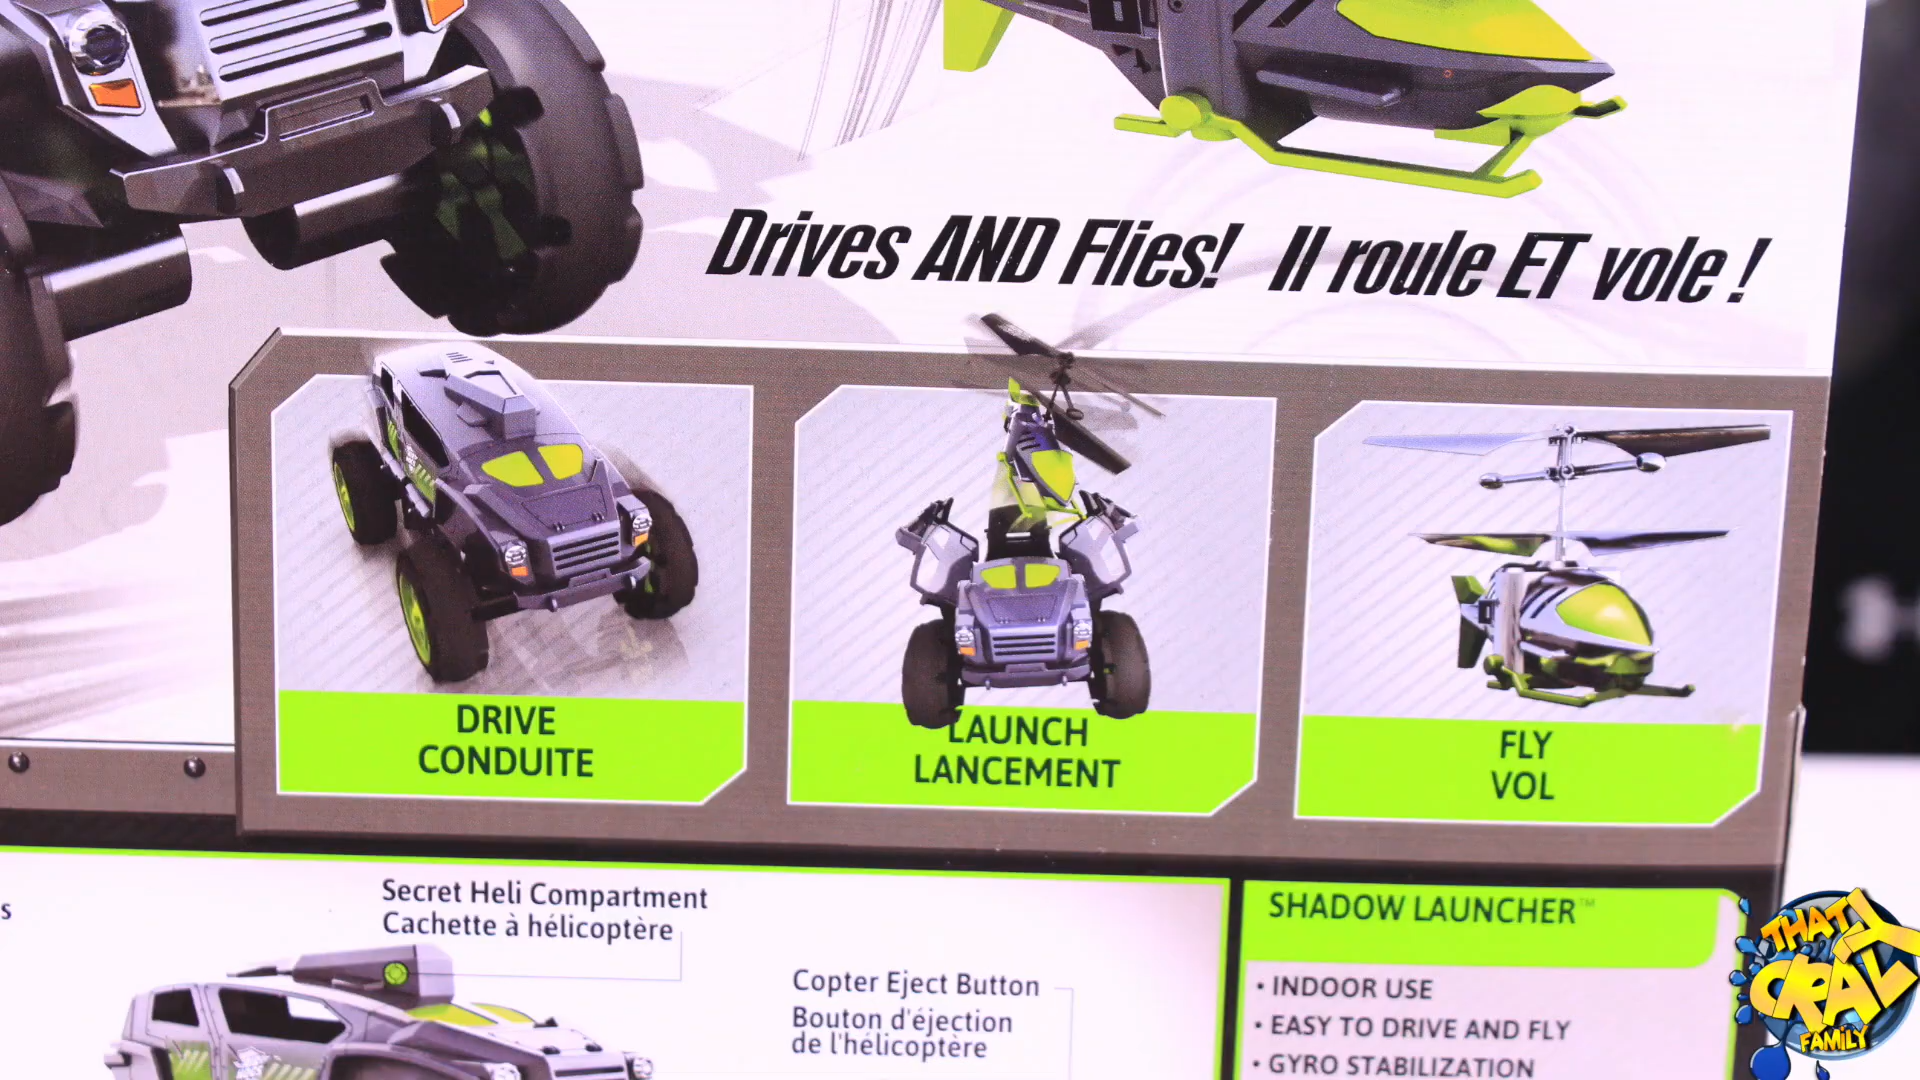 Drives AND Flies! Il roule ET vole !
DRIVE
CONDUITE
LAUNCH
LANCEMENT
FLY
VOL
Secret Heli Compartment
Cachette à hélicoptère
Copter Eject Button
Bouton d'éjection
de l'hélicoptère
SHADOW LAUNCHER™
• INDOOR USE
• EASY TO DRIVE AND FLY
• GYRO STABILIZATION
THAT
CRAZY
FAMILY